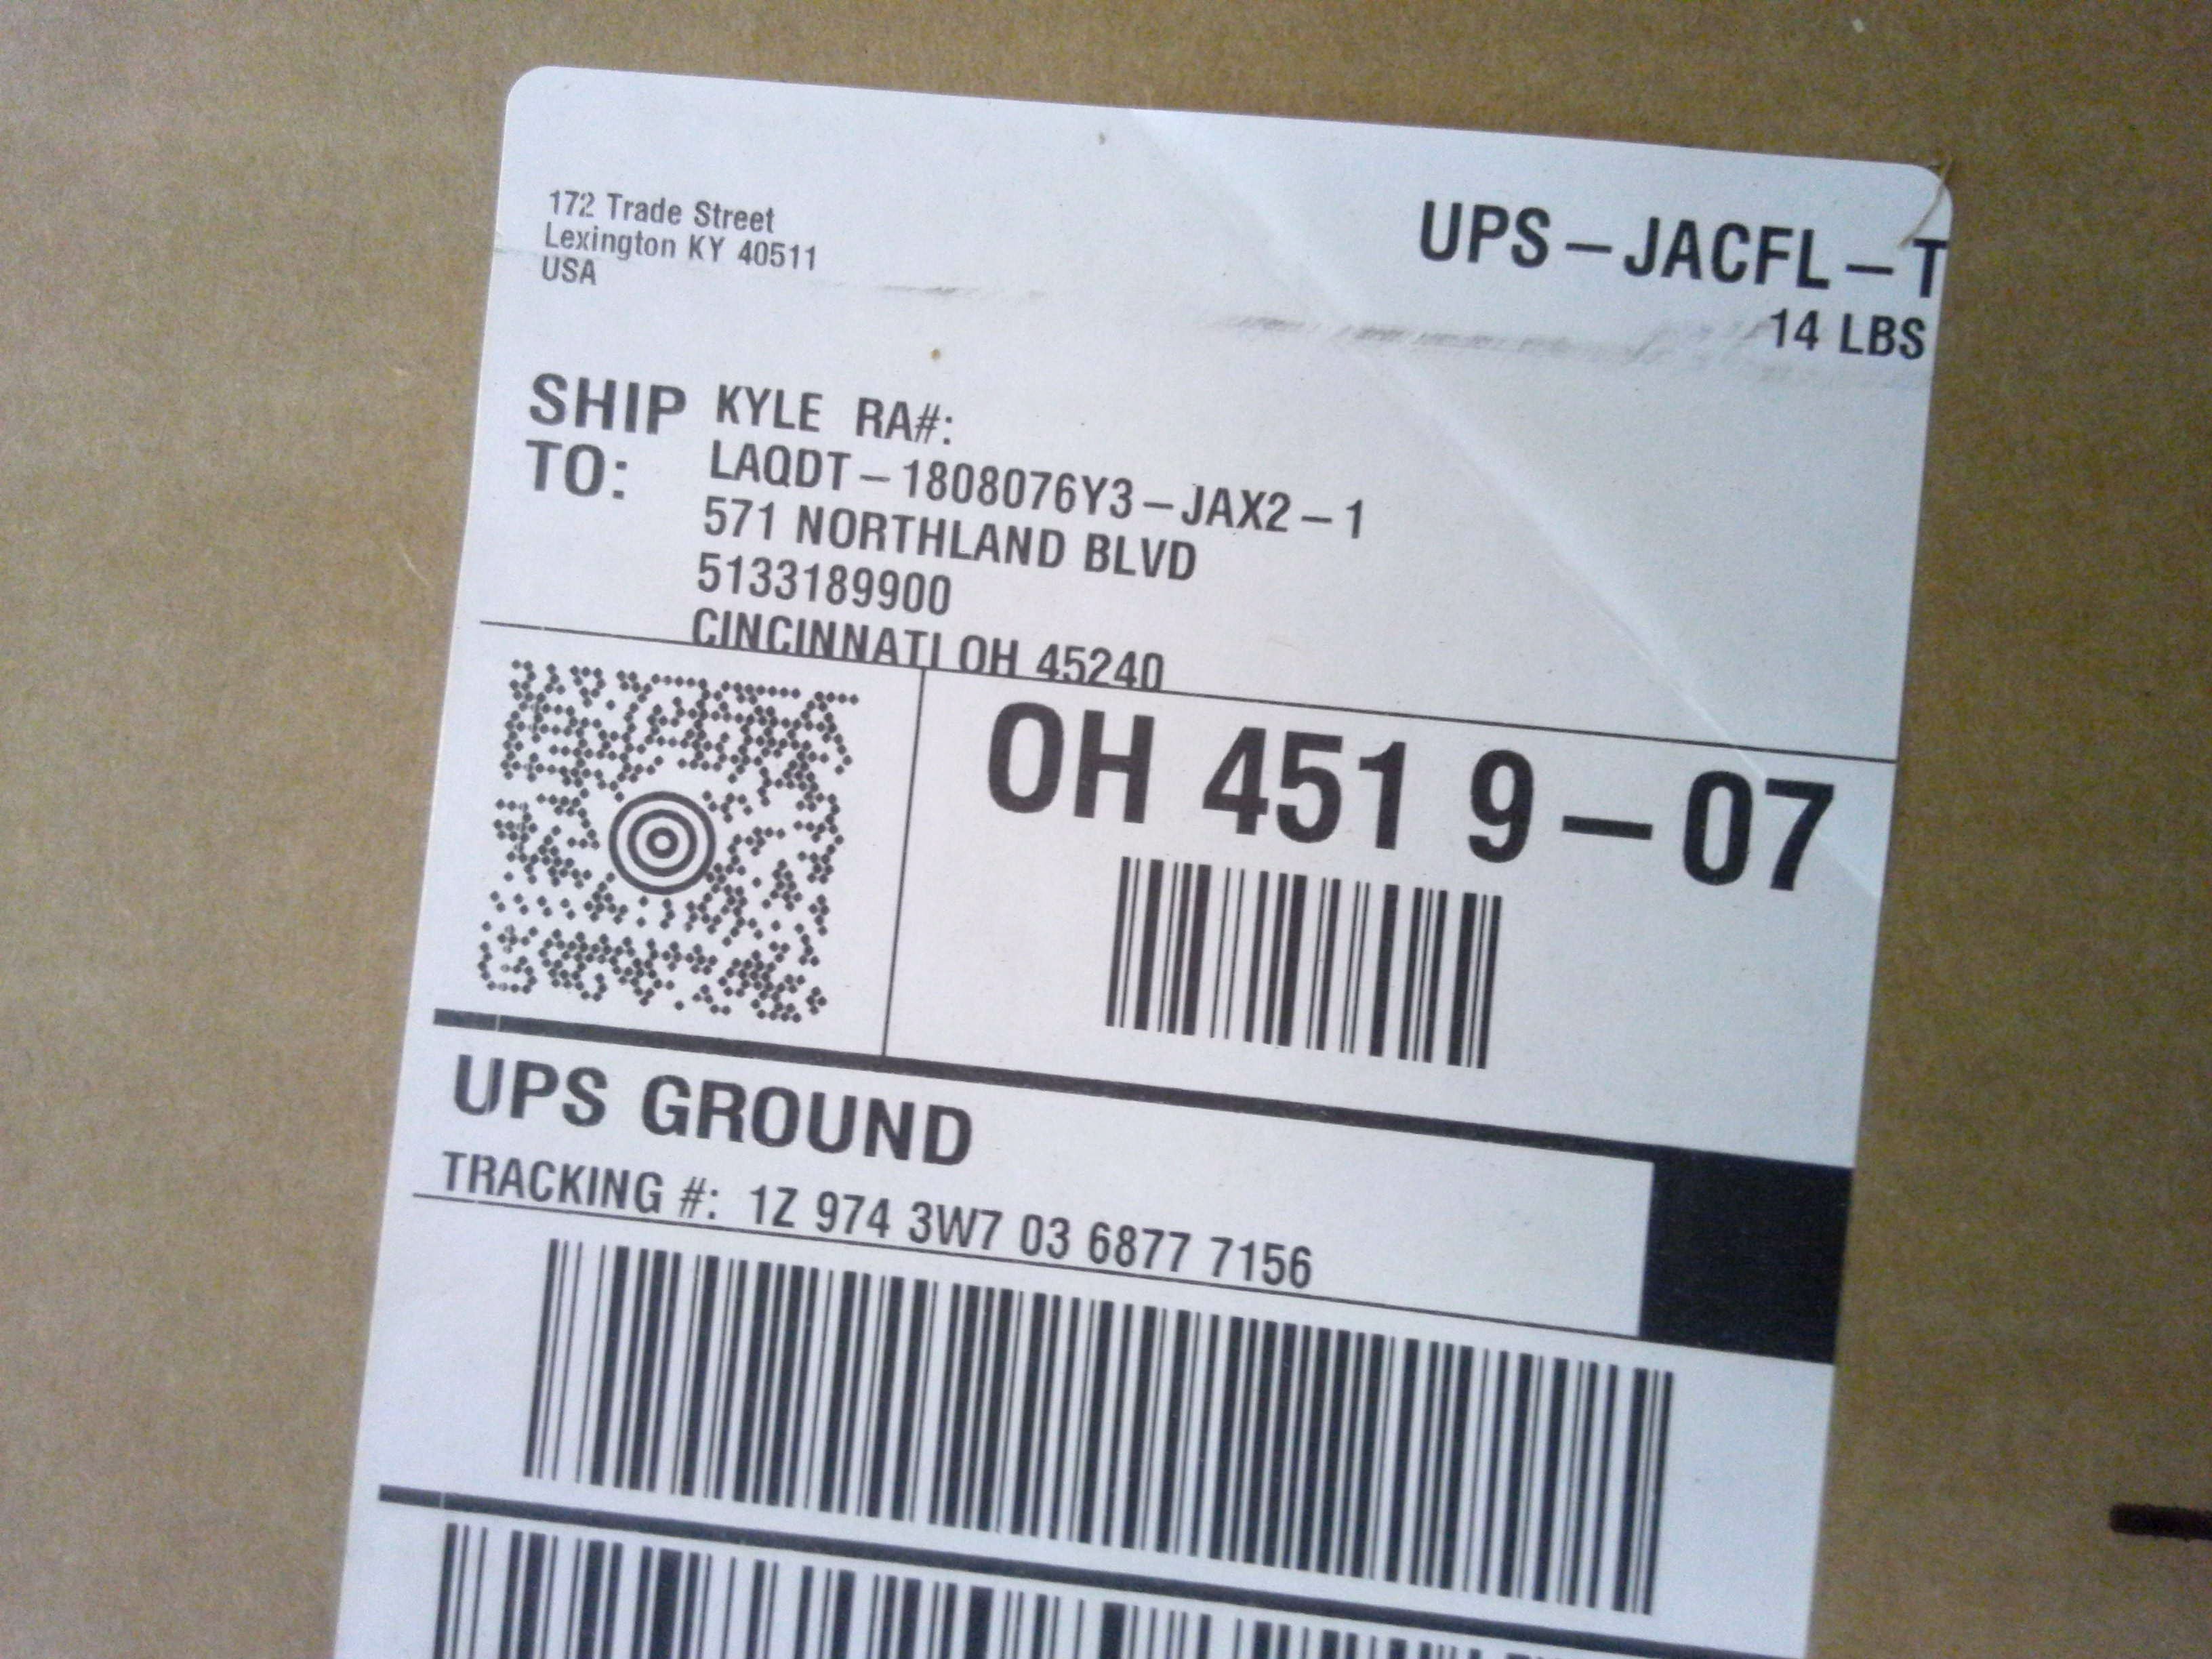 172 Trade Street
Lexington KY 40511
USA
UPS – JACFL – T
14 LBS
SHIP TO: KYLE RA#:
LAQDT – 1808076Y3 – JAX2 – 1
571 NORTHLAND BLVD
5133189900
CINCINNATI OH 45240
OH 451 9 – 07
UPS GROUND
TRACKING #: 1Z 974 3W7 03 6877 7156